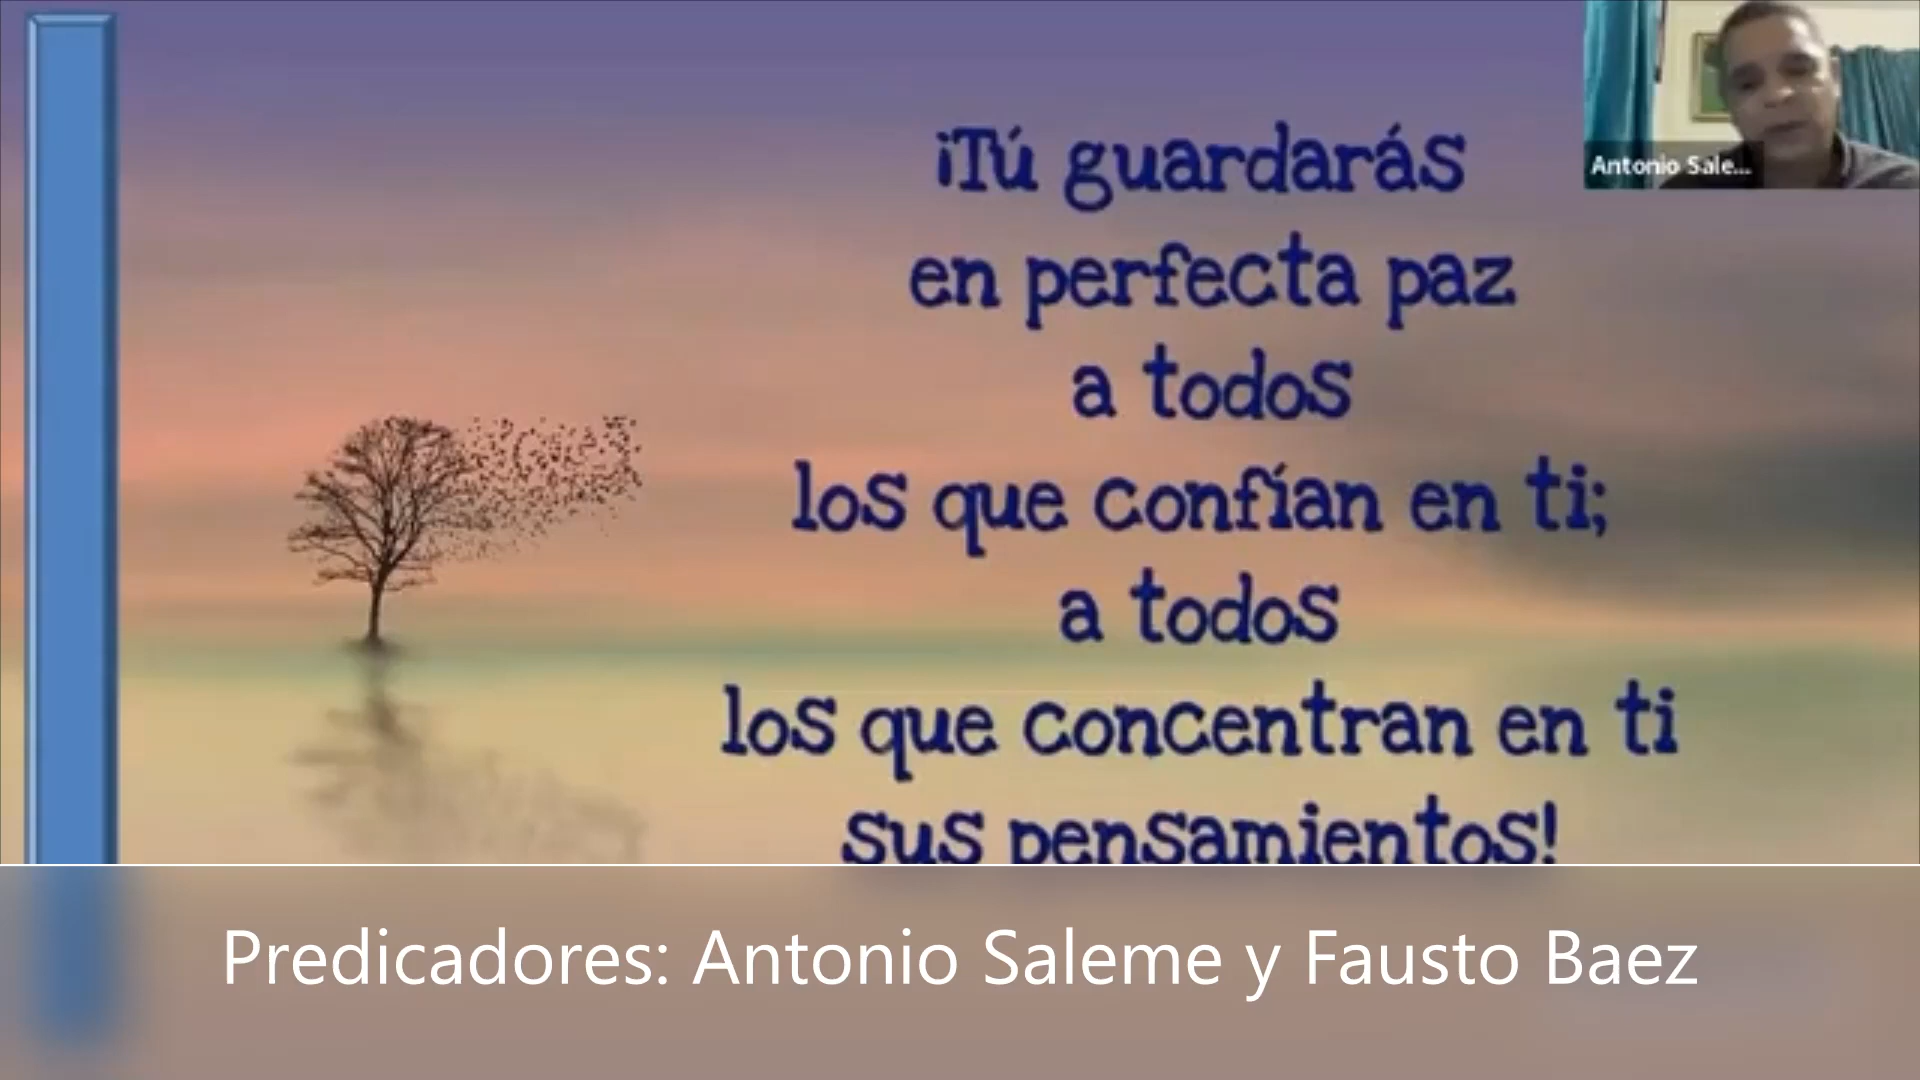 ¡Tú guardarás
en perfecta paz
a todos
los que confían en ti;
a todos
los que concentran en ti
sus pensamientos!
Antonio Sale...
Predicadores: Antonio Saleme y Fausto Baez